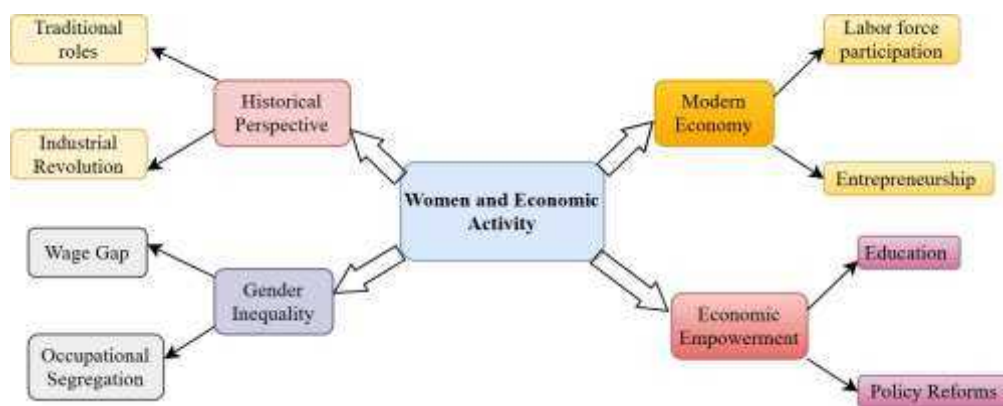 Traditional
roles
Historical
Perspective
Industrial
Revolution
Labor force
participation
Modern
Economy
Entrepreneurship
Women and Economic
Activity
Wage Gap
Gender
Inequality
Occupational
Segregation
Education
Economic
Empowerment
Policy Reforms